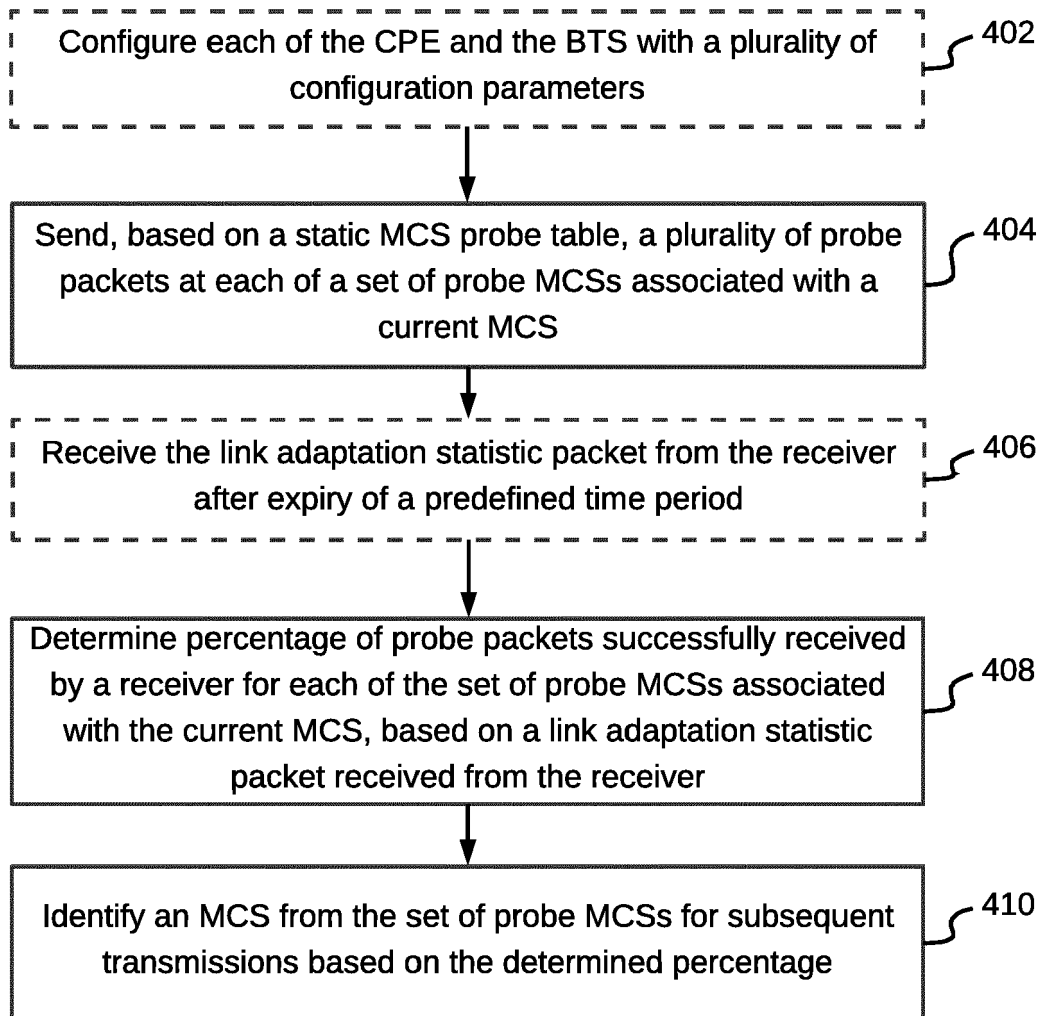 Configure each of the CPE and the BTS with a plurality of
configuration parameters
402
Send, based on a static MCS probe table, a plurality of probe
packets at each of a set of probe MCSs associated with a
current MCS
404
Receive the link adaptation statistic packet from the receiver
after expiry of a predefined time period
406
Determine percentage of probe packets successfully received
by a receiver for each of the set of probe MCSs associated
with the current MCS, based on a link adaptation statistic
packet received from the receiver
408
Identify an MCS from the set of probe MCSs for subsequent
transmissions based on the determined percentage
410